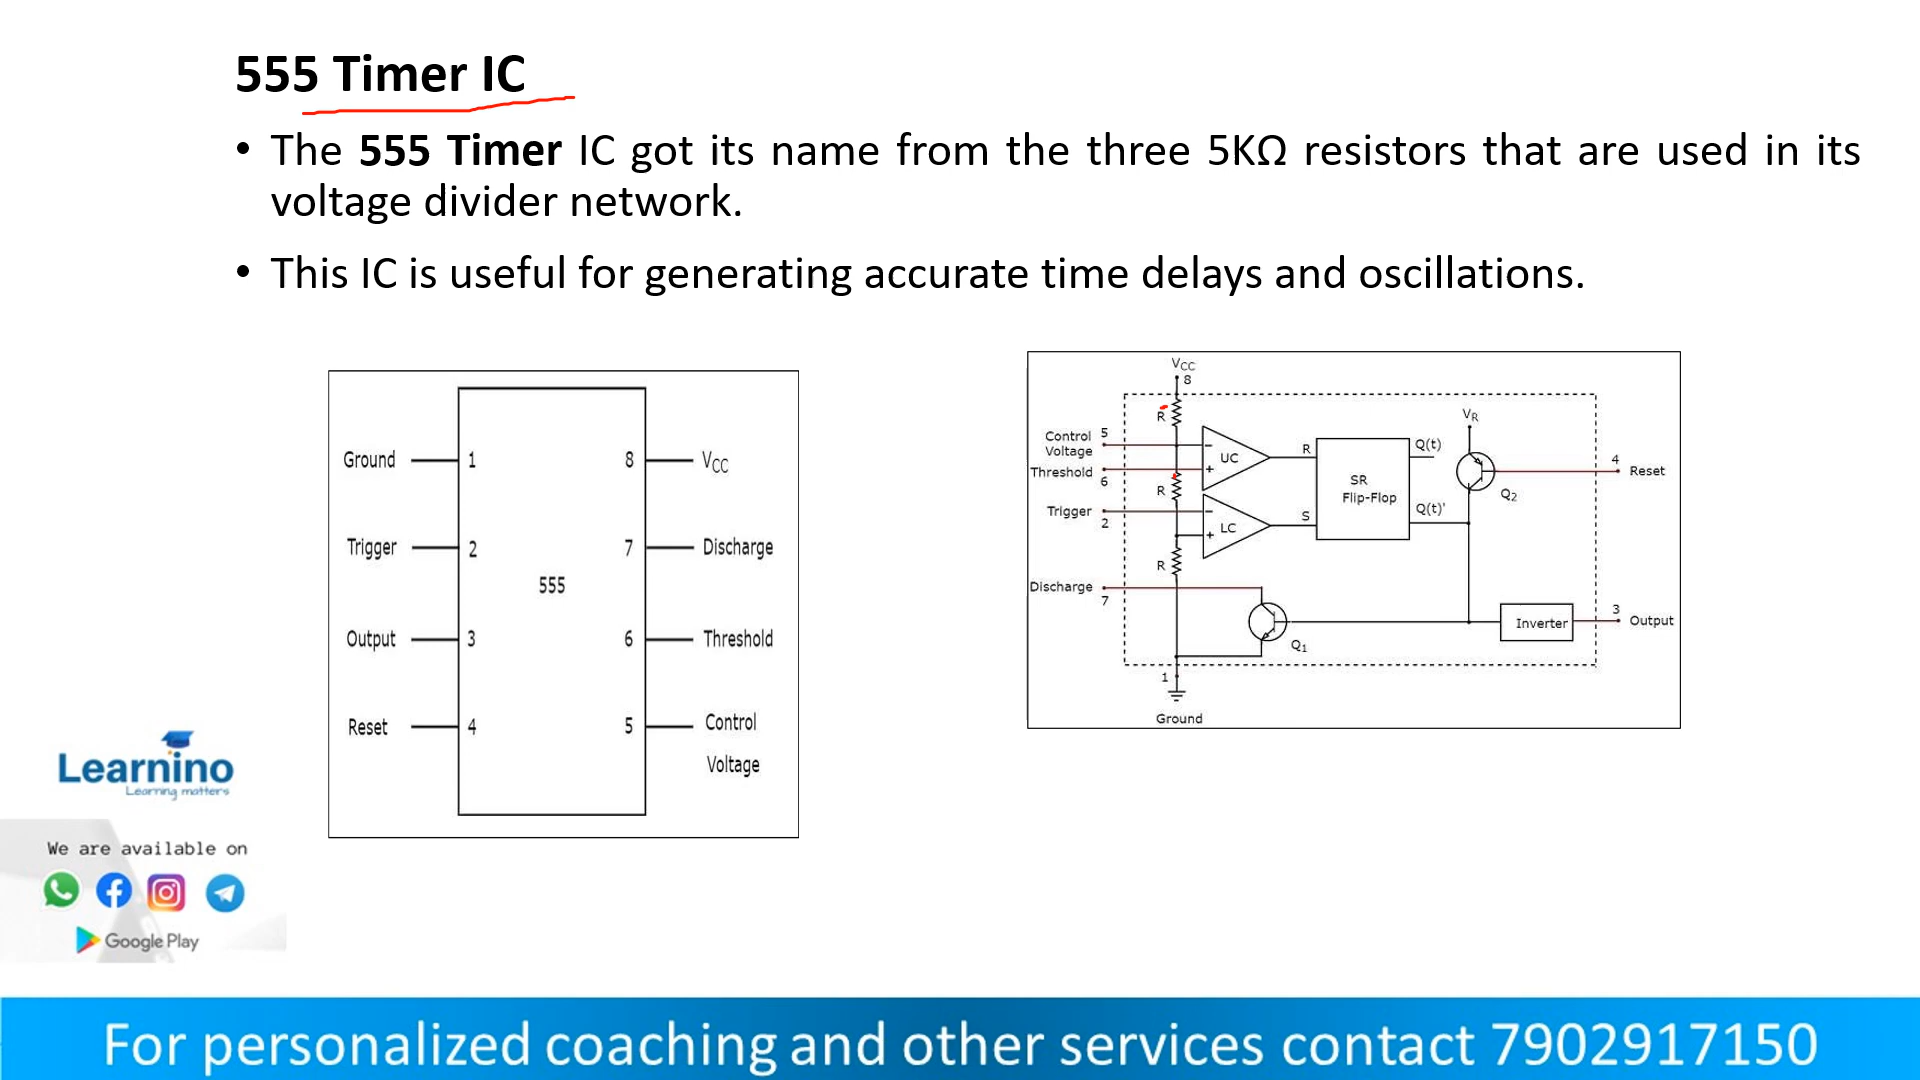 555 Timer IC
• The 555 Timer IC got its name from the three 5KΩ resistors that are used in its
voltage divider network.
• This IC is useful for generating accurate time delays and oscillations.
Ground 1 8 VCC
Trigger 2 7 Discharge
555
Output 3 6 Threshold
Reset 4 5 Control
Voltage
VCC
8
R
Control
Voltage
5
Threshold
6
R
Trigger
2
R
Discharge
7
UC
- +
LC
- +
R
S
SR
Flip-Flop
Q(t)
Q(t)'
VR
Q2
4
Reset
Q1
Inverter
3
Output
1
Ground
Learnino
Learning matters
We are available on
Google Play
For personalized coaching and other services contact 7902917150